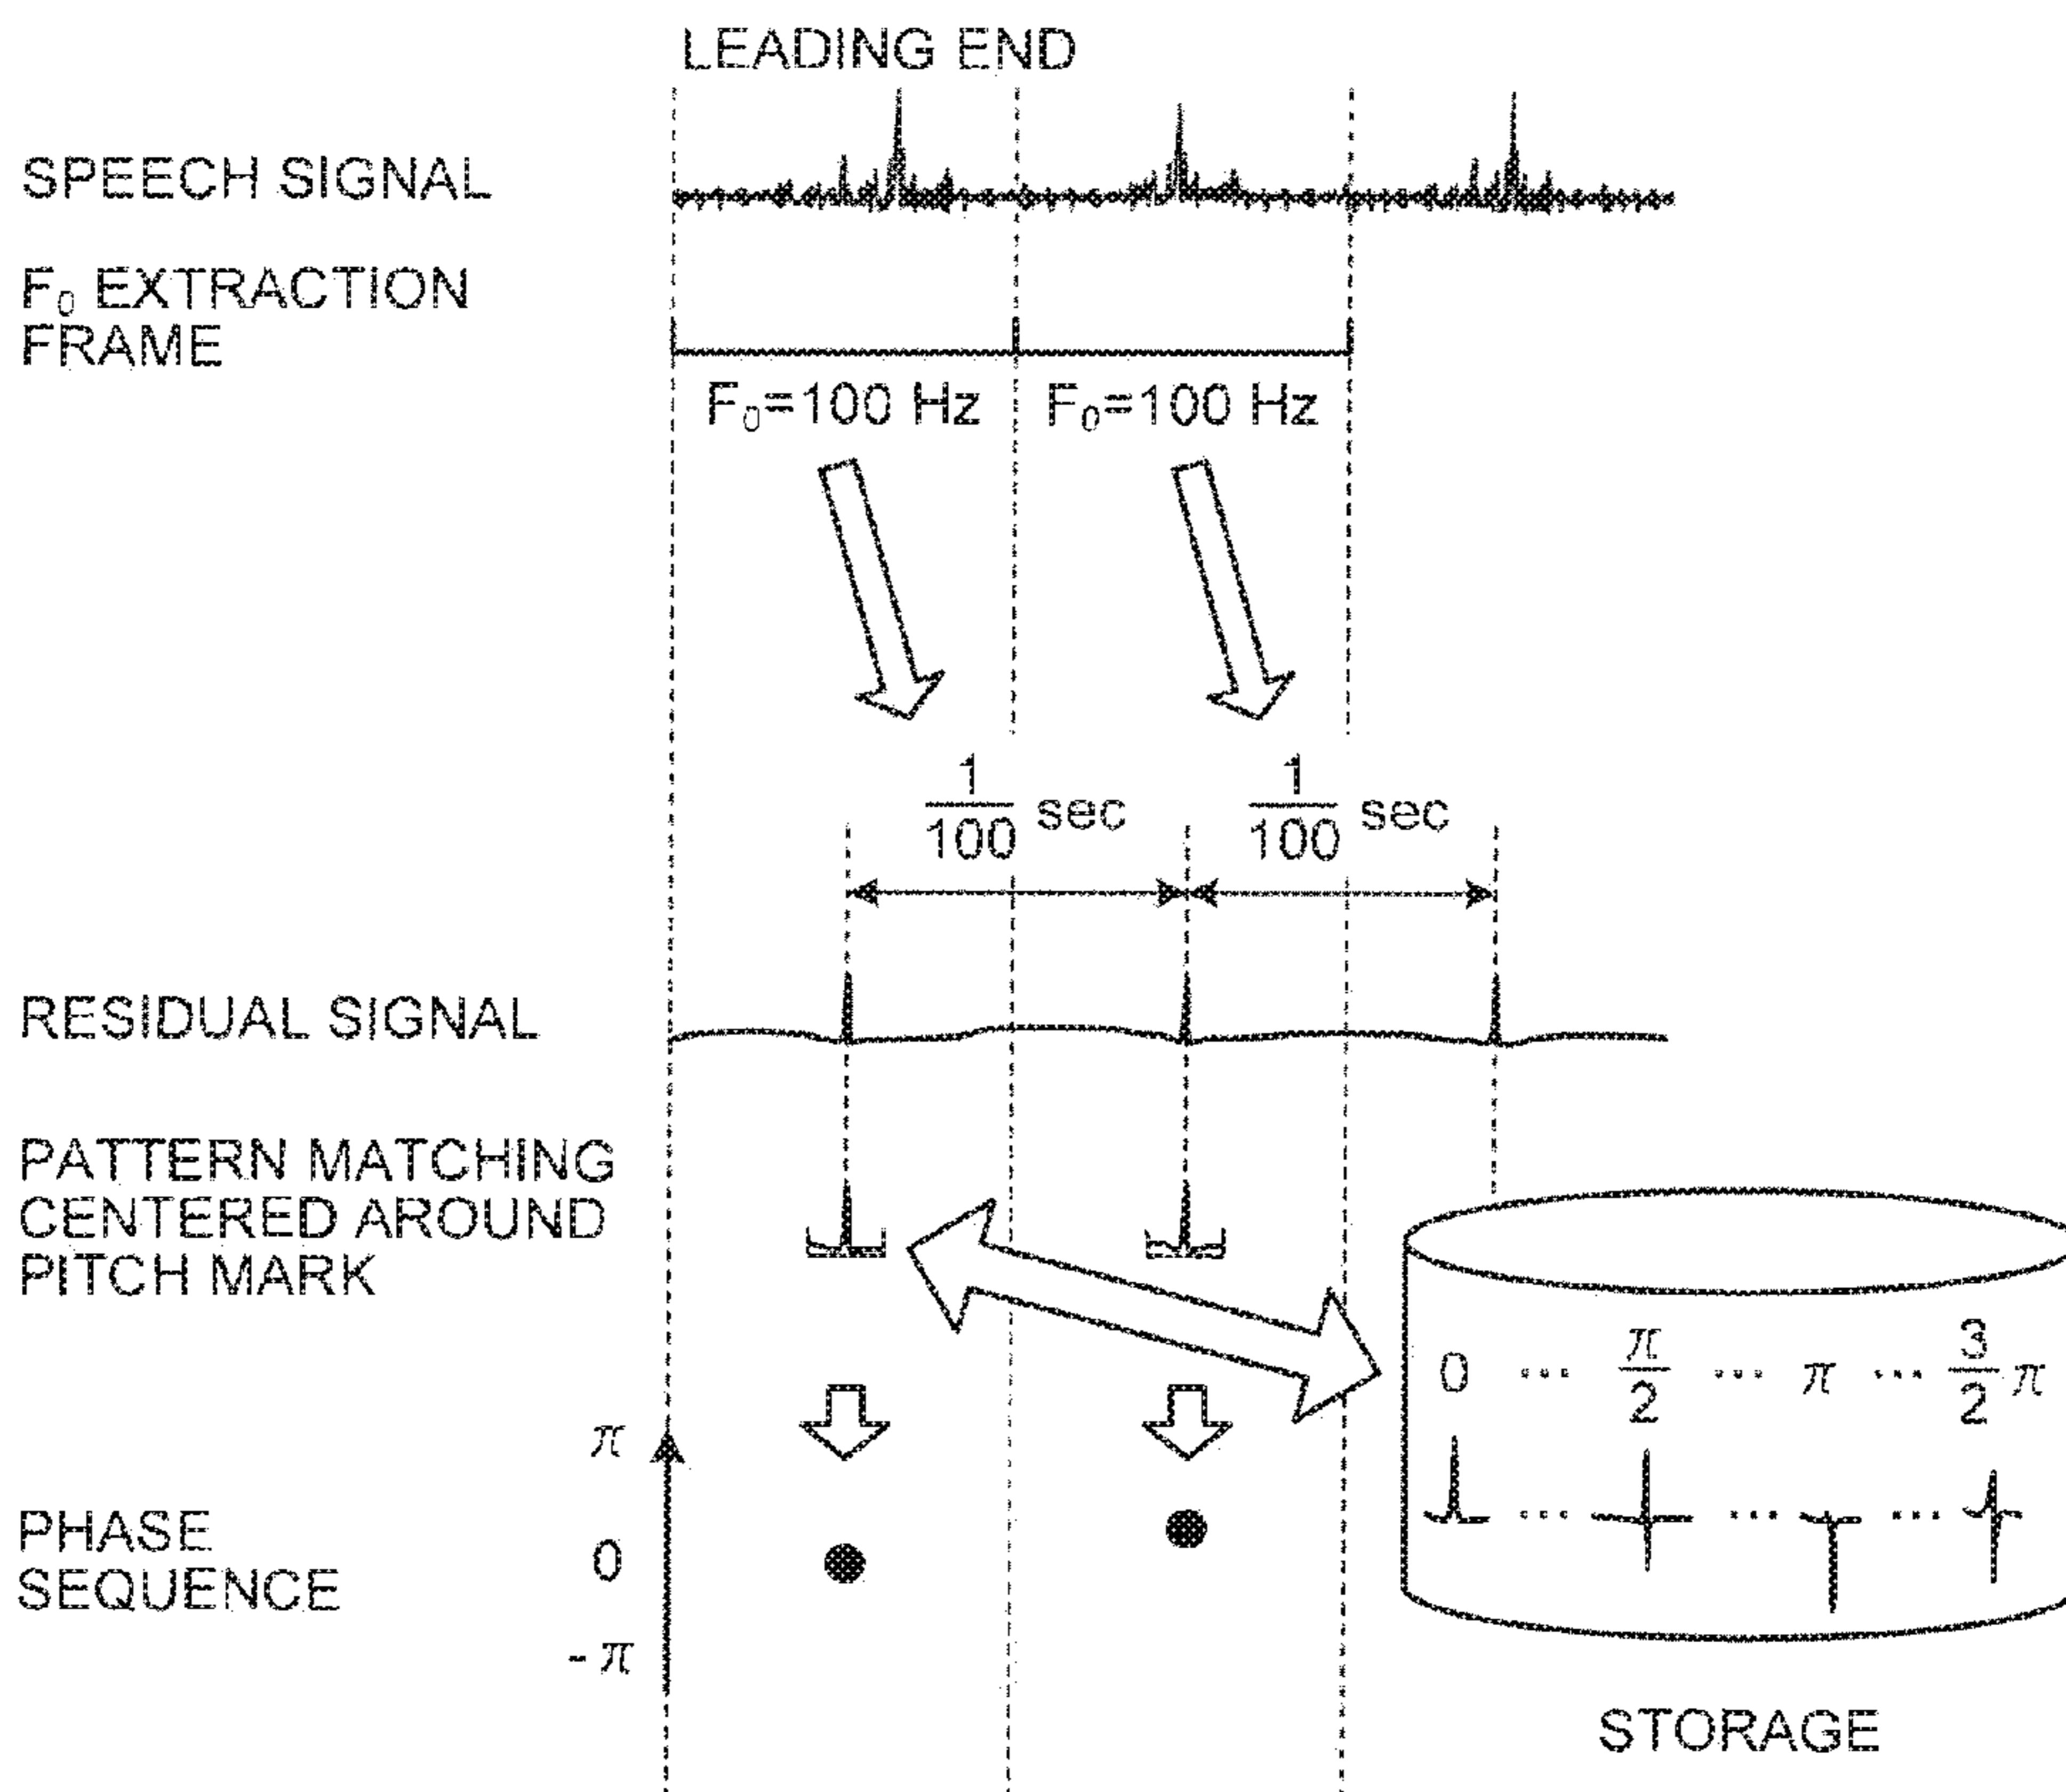 LEADING END
SPEECH SIGNAL
F₀ EXTRACTION
FRAME
F₀=100 Hz F₀=100 Hz
1/100 sec 1/100 sec
RESIDUAL SIGNAL
PATTERN MATCHING
CENTERED AROUND
PITCH MARK
0 ... π/2 ... π ... 3/2 π
... ... ...
π
PHASE
SEQUENCE
0
-π
STORAGE